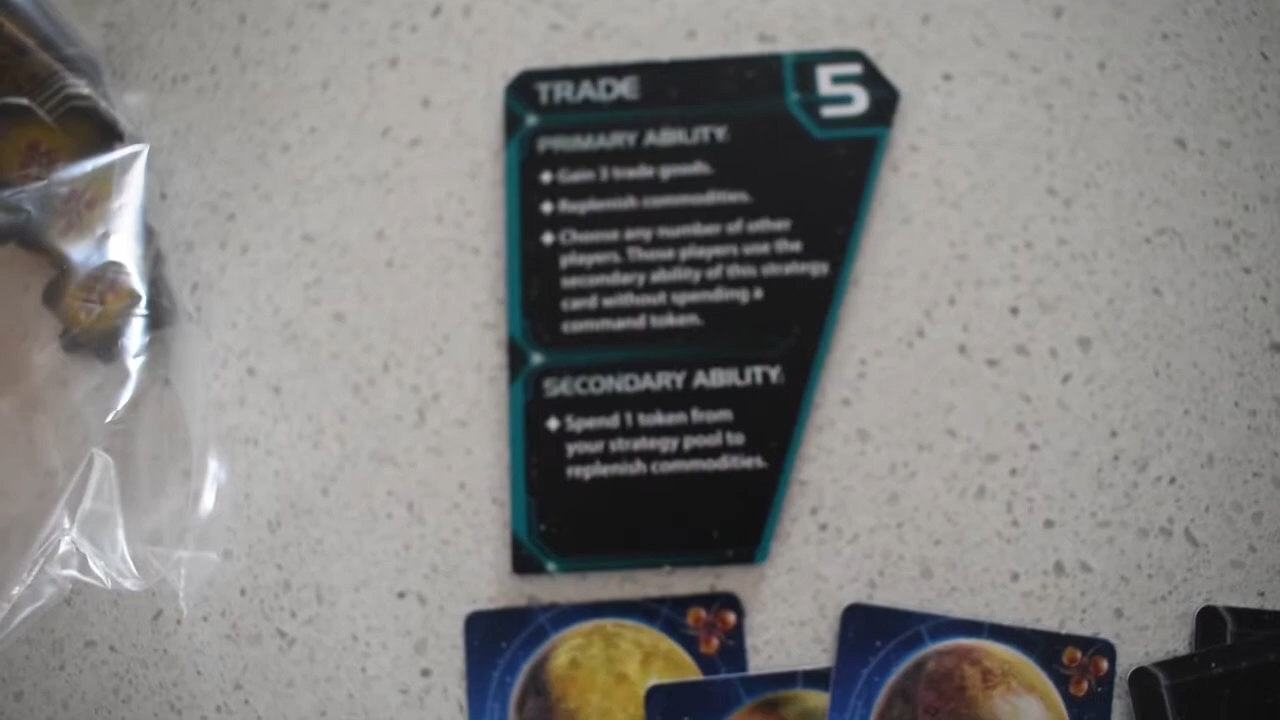 TRADE
5
PRIMARY ABILITY:
◆ Gain 3 trade goods.
◆ Replenish commodities.
◆ Choose any number of other
players. Those players use the
secondary ability of this strategy
card without spending a
command token.
SECONDARY ABILITY:
◆ Spend 1 token from
your strategy pool to
replenish commodities.